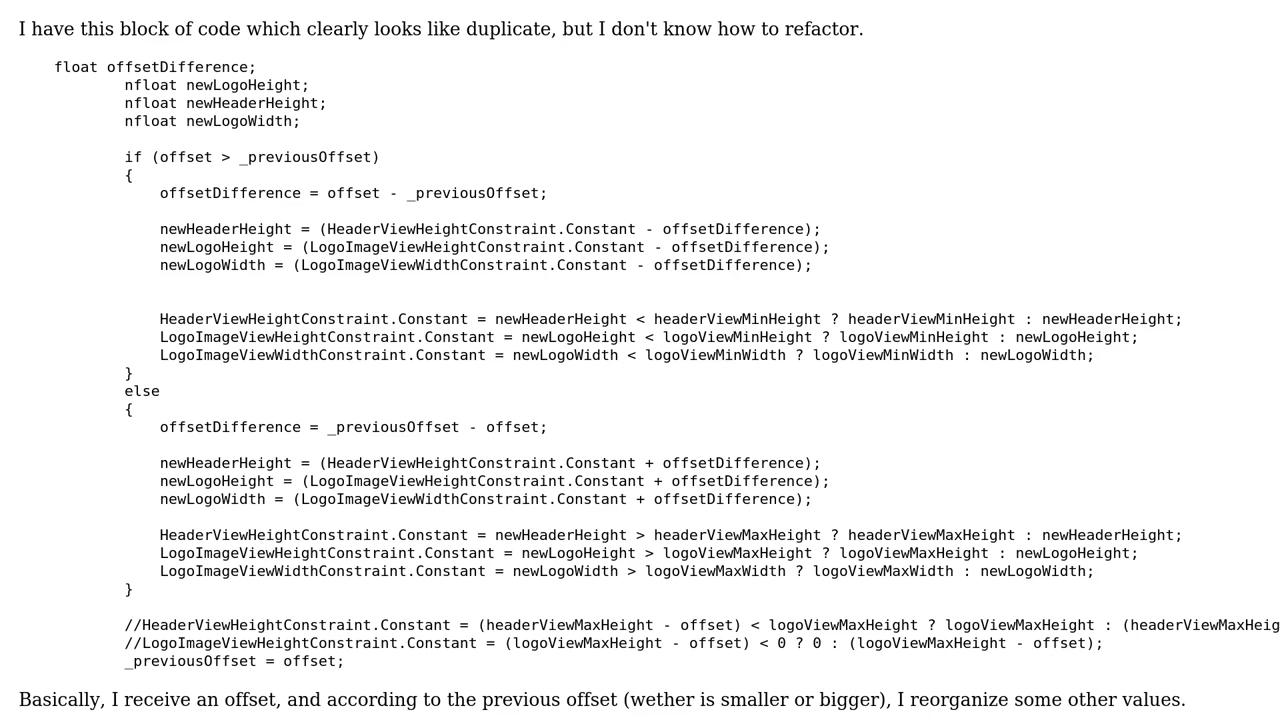 I have this block of code which clearly looks like duplicate, but I don't know how to refactor.
float offsetDifference;
nfloat newLogoHeight;
nfloat newHeaderHeight;
nfloat newLogoWidth;
if (offset > _previousOffset)
{
offsetDifference = offset - _previousOffset;
newHeaderHeight = (HeaderViewHeightConstraint.Constant - offsetDifference);
newLogoHeight = (LogoImageViewHeightConstraint.Constant - offsetDifference);
newLogoWidth = (LogoImageViewWidthConstraint.Constant - offsetDifference);
HeaderViewHeightConstraint.Constant = newHeaderHeight < headerViewMinHeight ? headerViewMinHeight : newHeaderHeight;
LogoImageViewHeightConstraint.Constant = newLogoHeight < logoViewMinHeight ? logoViewMinHeight : newLogoHeight;
LogoImageViewWidthConstraint.Constant = newLogoWidth < logoViewMinWidth ? logoViewMinWidth : newLogoWidth;
}
else
{
offsetDifference = _previousOffset - offset;
newHeaderHeight = (HeaderViewHeightConstraint.Constant + offsetDifference);
newLogoHeight = (LogoImageViewHeightConstraint.Constant + offsetDifference);
newLogoWidth = (LogoImageViewWidthConstraint.Constant + offsetDifference);
HeaderViewHeightConstraint.Constant = newHeaderHeight > headerViewMaxHeight ? headerViewMaxHeight : newHeaderHeight;
LogoImageViewHeightConstraint.Constant = newLogoHeight > logoViewMaxHeight ? logoViewMaxHeight : newLogoHeight;
LogoImageViewWidthConstraint.Constant = newLogoWidth > logoViewMaxWidth ? logoViewMaxWidth : newLogoWidth;
}
//HeaderViewHeightConstraint.Constant = (headerViewMaxHeight - offset) < logoViewMaxHeight ? logoViewMaxHeight : (headerViewMaxHeig
//LogoImageViewHeightConstraint.Constant = (logoViewMaxHeight - offset) < 0 ? 0 : (logoViewMaxHeight - offset);
_previousOffset = offset;
Basically, I receive an offset, and according to the previous offset (wether is smaller or bigger), I reorganize some other values.